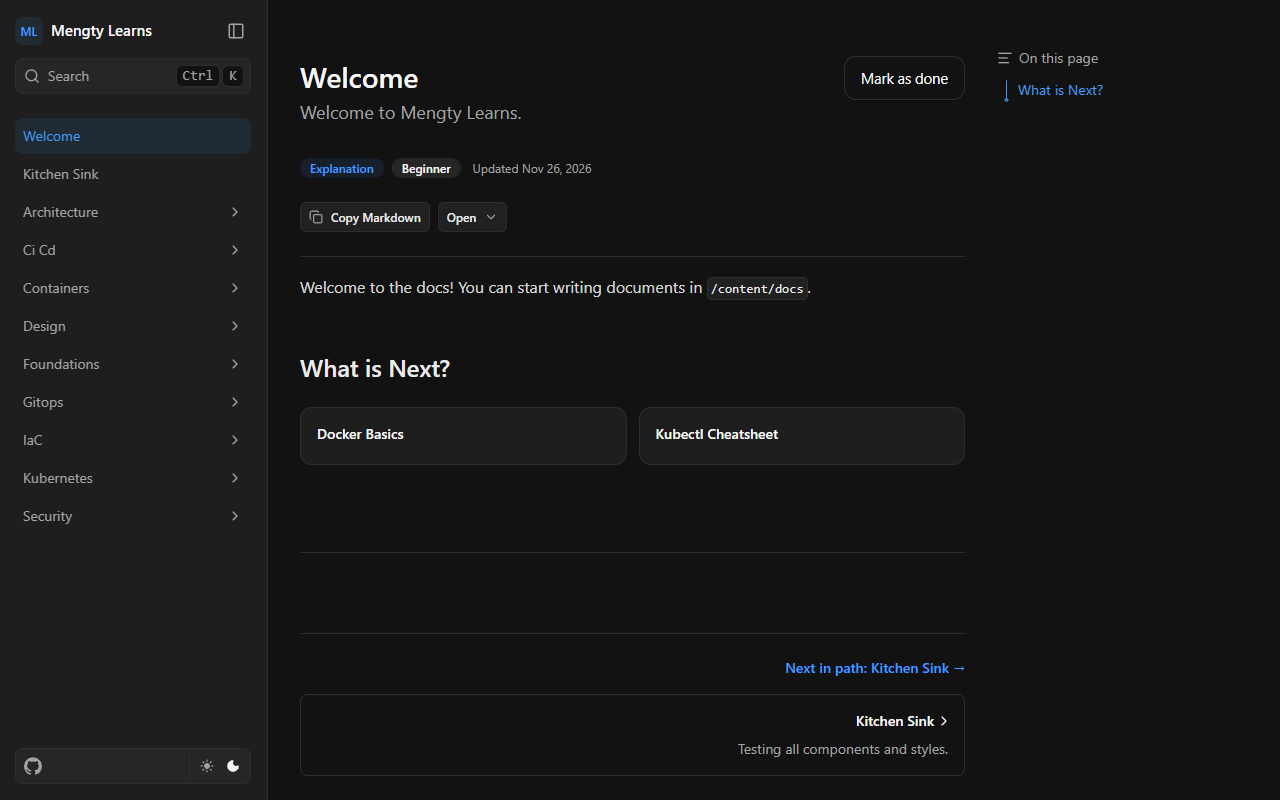 ML Mengty Learns
Search Ctrl K
Welcome
Kitchen Sink
Architecture
Ci Cd
Containers
Design
Foundations
Gitops
IaC
Kubernetes
Security
Welcome
Mark as done
Welcome to Mengty Learns.
Explanation Beginner Updated Nov 26, 2026
Copy Markdown Open
Welcome to the docs! You can start writing documents in /content/docs.
What is Next?
Docker Basics
Kubectl Cheatsheet
Next in path: Kitchen Sink →
Kitchen Sink
Testing all components and styles.
On this page
What is Next?